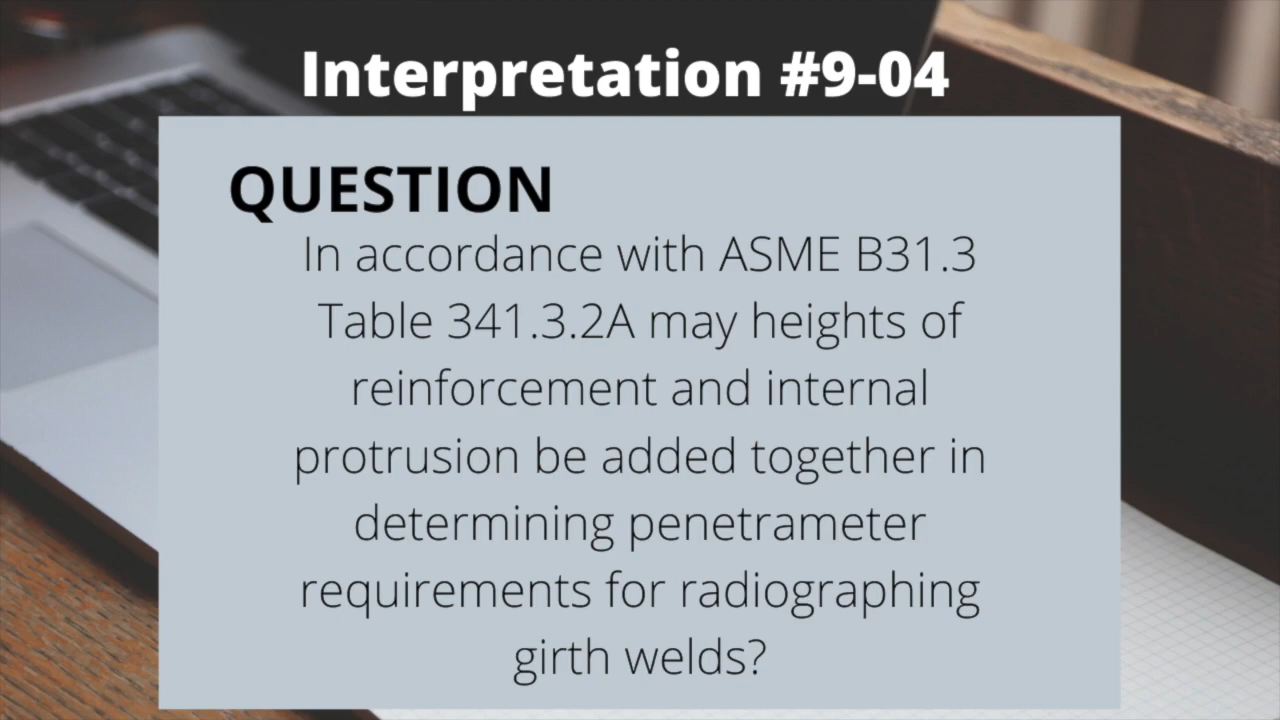 Interpretation #9-04
QUESTION
In accordance with ASME B31.3
Table 341.3.2A may heights of
reinforcement and internal
protrusion be added together in
determining penetrameter
requirements for radiographing
girth welds?